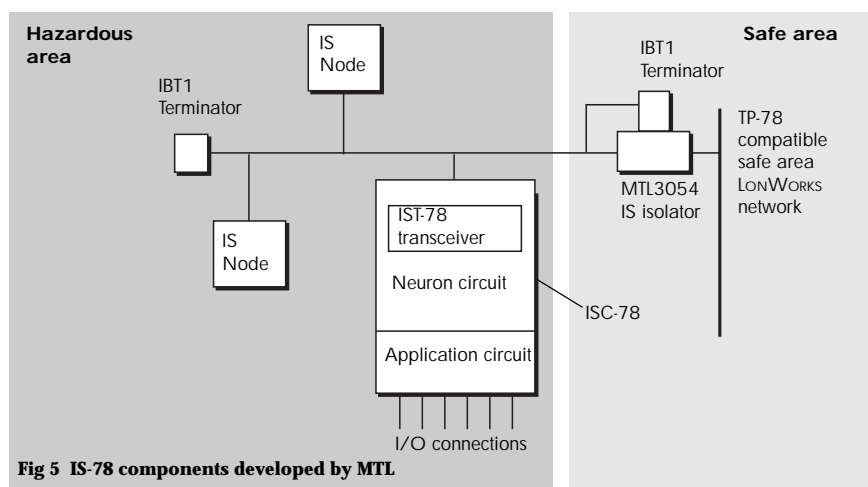 Hazardous
area
Safe area
IS
Node
IBT1
Terminator
IBT1
Terminator
TP-78
compatible
safe area
LONWORKS
network
MTL3054
IS isolator
IST-78
transceiver
IS
Node
Neuron circuit
ISC-78
Application circuit
I/O connections
Fig 5 IS-78 components developed by MTL